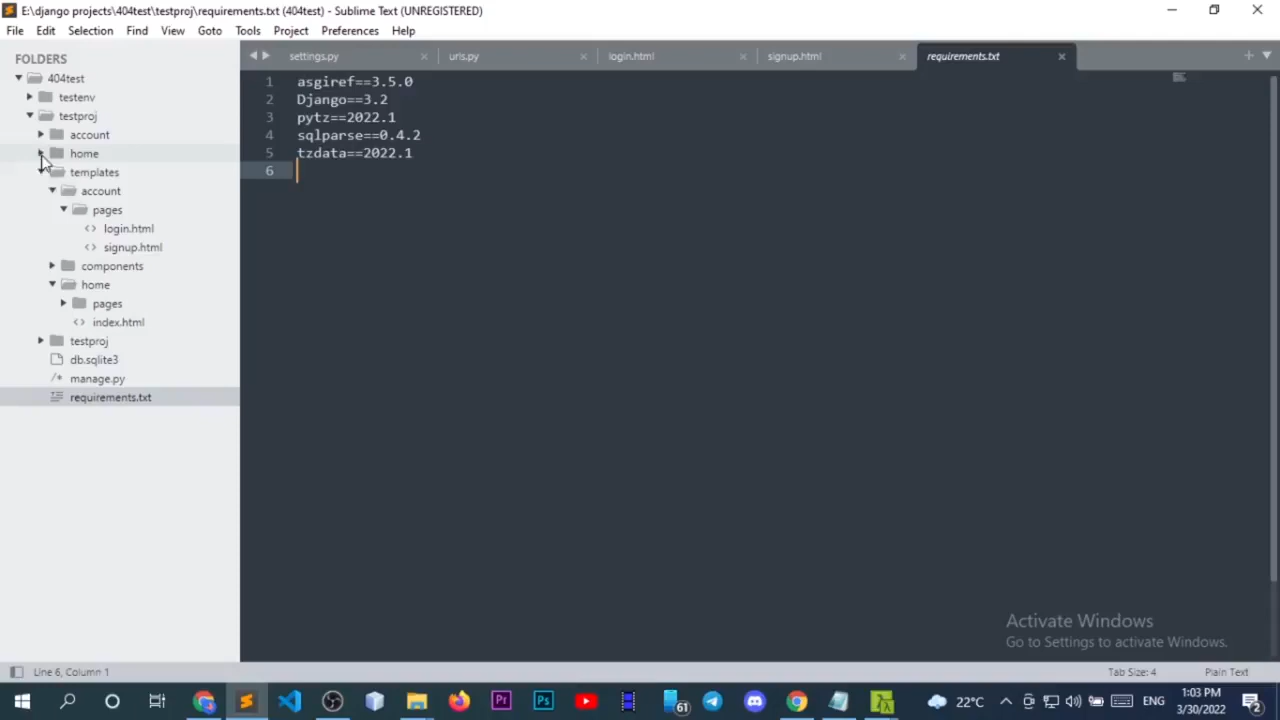 E:\django projects\404test\testproj\requirements.txt (404test) - Sublime Text (UNREGISTERED)
File Edit Selection Find View Goto Tools Project Preferences Help
FOLDERS
404test
testenv
testproj
account
home
templates
account
pages
login.html
signup.html
components
home
pages
index.html
testproj
db.sqlite3
manage.py
requirements.txt
settings.py urls.py login.html signup.html requirements.txt
1 asgiref==3.5.0
2 Django==3.2
3 pytz==2022.1
4 sqlparse==0.4.2
5 tzdata==2022.1
6
Activate Windows
Go to Settings to activate Windows.
Line 6, Column 1 Tab Size: 4 Plain Text
Pr Ps 61 22°C ENG 1:03 PM
3/30/2022 2